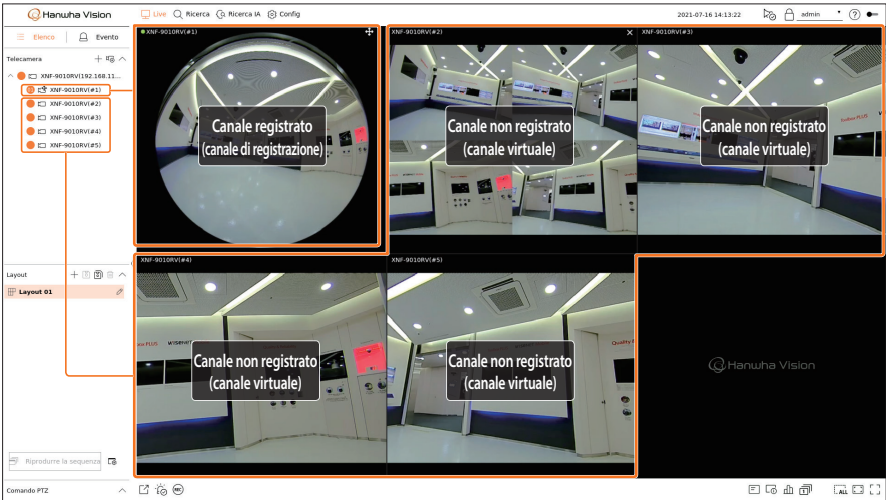 Hanwha Vision
Live
Ricerca
Ricerca IA
Config
2021-07-16 14:13:22
admin
Elenco
Evento
Telecamera
XNF-9010RV(192.168.11...
XNF-9010RV(#1)
XNF-9010RV(#2)
XNF-9010RV(#3)
XNF-9010RV(#4)
XNF-9010RV(#5)
XNF-9010RV(#1)
Canale registrato
(canale di registrazione)
XNF-9010RV(#2)
Canale non registrato
(canale virtuale)
XNF-9010RV(#3)
Canale non registrato
(canale virtuale)
XNF-9010RV(#4)
WISENET
Canale non registrato
(canale virtuale)
XNF-9010RV(#5)
Quality
Canale non registrato
(canale virtuale)
Hanwha Vision
Layout
Layout 01
Riprodurre la sequenza
Comando PTZ
REC
ALL